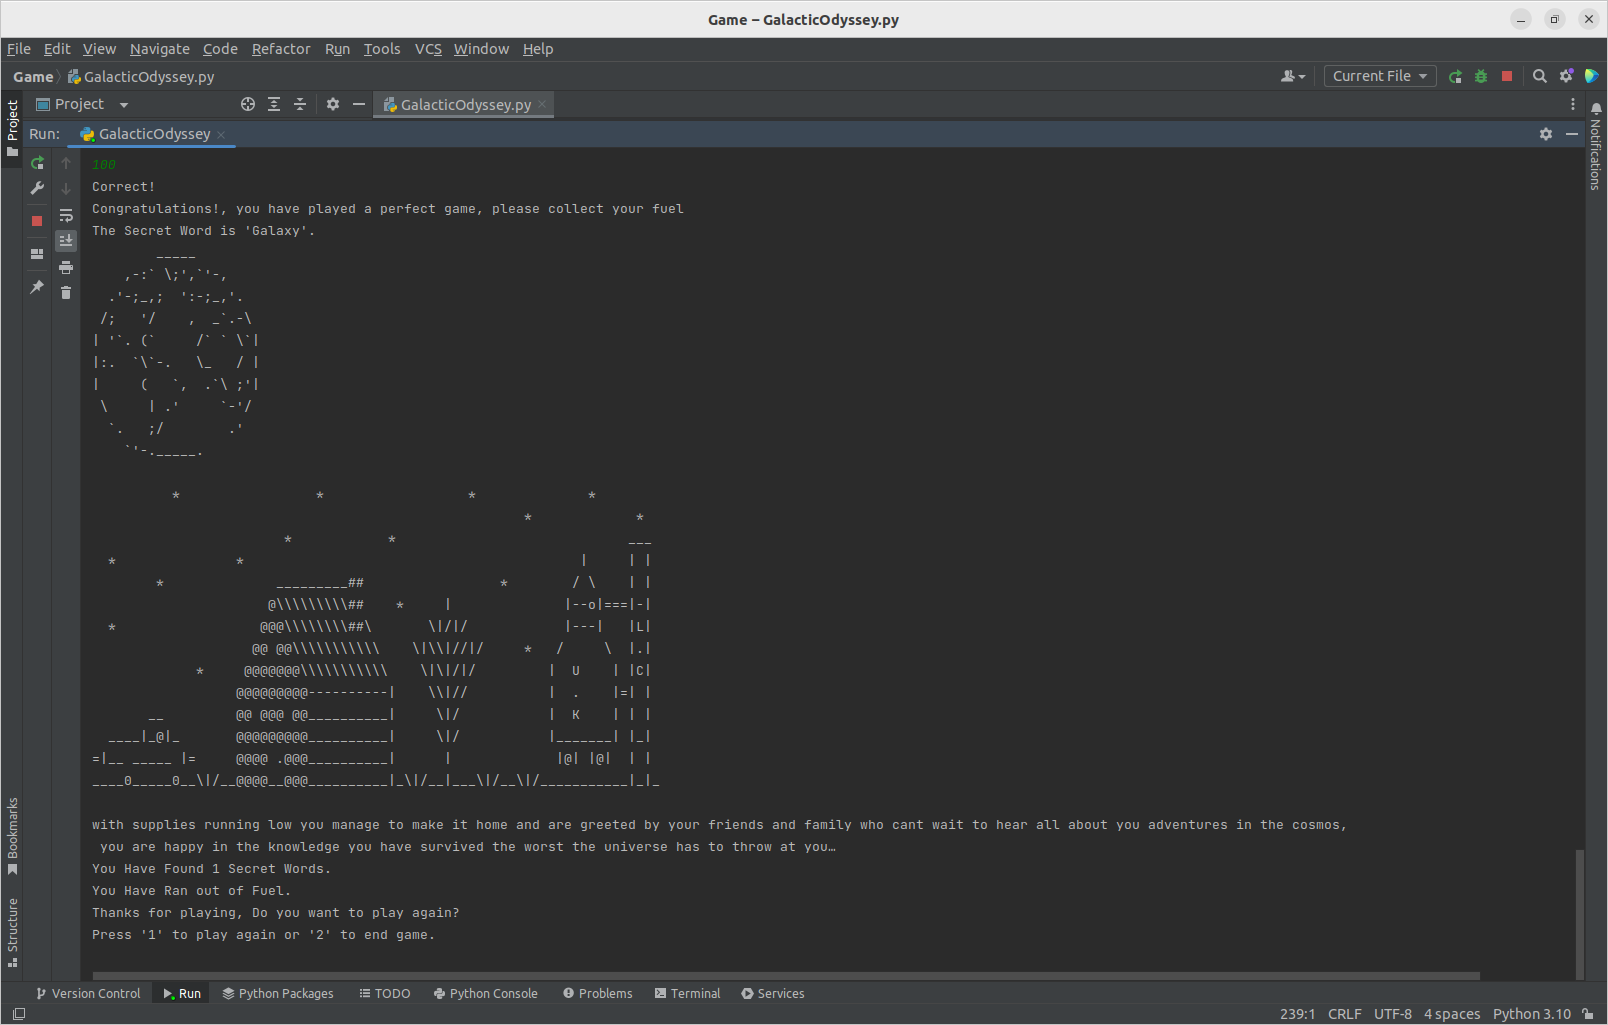 Game – GalacticOdyssey.py
File Edit View Navigate Code Refactor Run Tools VCS Window Help
Game GalacticOdyssey.py Current File
Project GalacticOdyssey.py
Run: GalacticOdyssey
Project
Notifications
100
Correct!
Congratulations!, you have played a perfect game, please collect your fuel
The Secret Word is 'Galaxy'.
        _____
    ,-:` \;',`'-,
  .'-;_,;  ':-;_,'.
 /;   '/    ,  _`.-\
| '`. (`     /` ` \`|
|:.  `\`-.   \_   / |
|     (   `,  .`\ ;'|
 \     | .'     `-'/
  `.   ;/        .'
    `'-._____.
          *                 *                  *              *
                                                      *             *
                        *            *                             ___
  *               *                                          |     | |
        *              _________##                 *        / \    | |
                      @\\\\\\\\\##    *     |              |--o|===|-|
  *                  @@@\\\\\\\\##\       \|/|/            |---|   |L|
                    @@ @@\\\\\\\\\\\    \|\\|//|/     *   /     \  |.|
             *     @@@@@@@\\\\\\\\\\\    \|\|/|/         |  U    | |C|
                  @@@@@@@@@----------|    \\|//          |  .    |=| |
       __         @@ @@@ @@__________|     \|/           |  K    | | |
  ____|_@|_       @@@@@@@@@__________|     \|/           |_______| |_|
=|__ _____ |=     @@@@ .@@@__________|      |             |@| |@|  | |
____0_____0__\|/__@@@@__@@@__________|_\|/__|___\|/__\|/___________|_|_
with supplies running low you manage to make it home and are greeted by your friends and family who cant wait to hear all about you adventures in the cosmos,
you are happy in the knowledge you have survived the worst the universe has to throw at you…
You Have Found 1 Secret Words.
You Have Ran out of Fuel.
Thanks for playing, Do you want to play again?
Press '1' to play again or '2' to end game.
Bookmarks
Structure
Version Control Run Python Packages TODO Python Console Problems Terminal Services
239:1 CRLF UTF-8 4 spaces Python 3.10